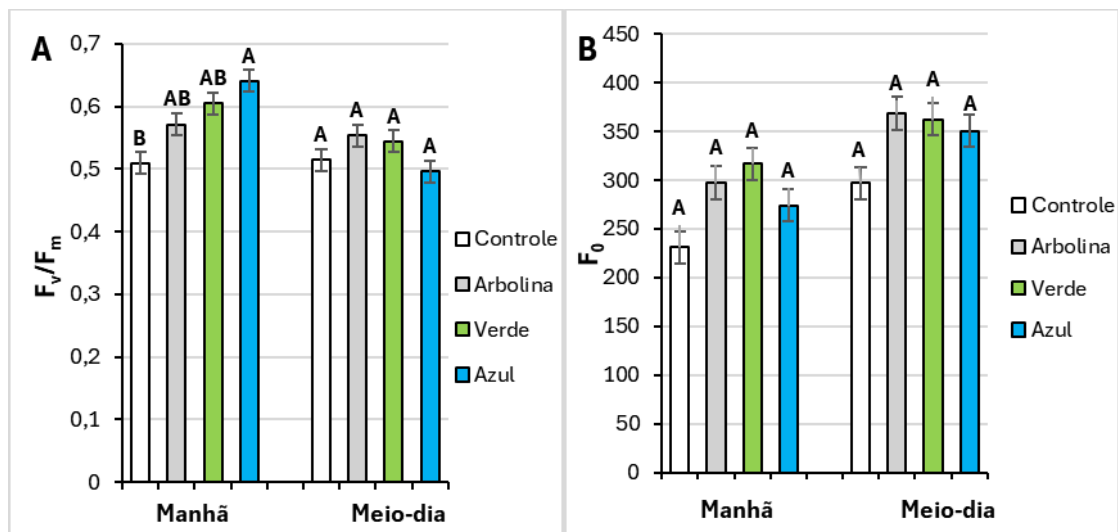 A
0,7
0,6
0,5
0,4
0,3
0,2
0,1
0
Fv/Fm
B
AB
AB
A
A
A
A
A
Manhã
Meio-dia
Controle
Arbolina
Verde
Azul
B
450
400
350
300
250
200
150
100
50
0
F0
A
A
A
A
A
A
A
A
Manhã
Meio-dia
Controle
Arbolina
Verde
Azul